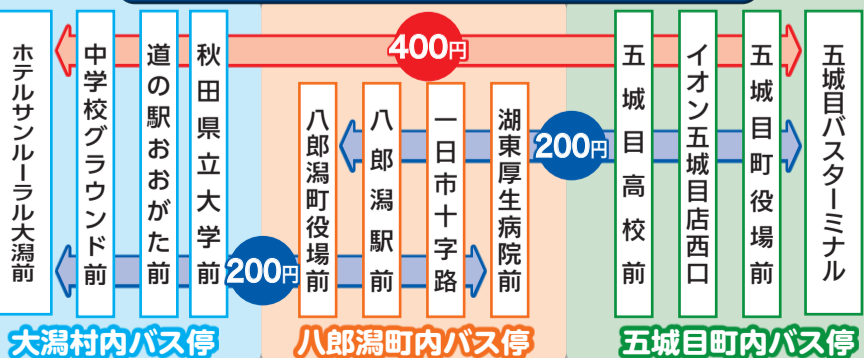 400円
ホテルサンルーラル大潟前
中学校グラウンド前
道の駅おおがた前
秋田県立大学前
八郎潟町役場前
八郎潟駅前
一日市十字路
湖東厚生病院前
五城目高校前
イオン五城目店西口
五城目町役場前
五城目バスターミナル
200円
200円
大潟村内バス停
八郎潟町内バス停
五城目町内バス停